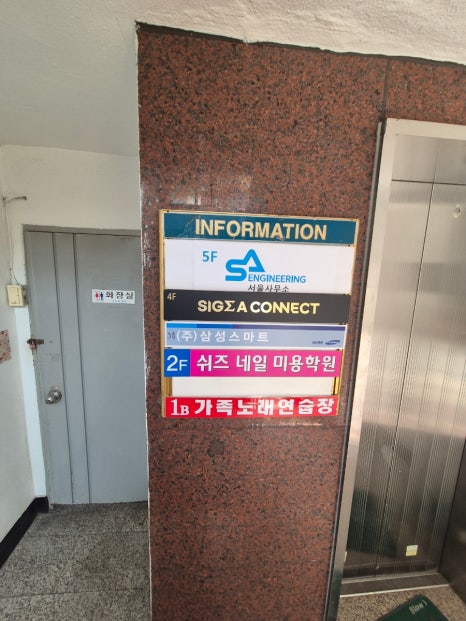 화장실
INFORMATION
5F
SA
ENGINEERING
서울사무소
4F
SIGΣA CONNECT
(주)삼성스마트
2F 쉬즈 네일 미용학원
1B 가족노래연습장